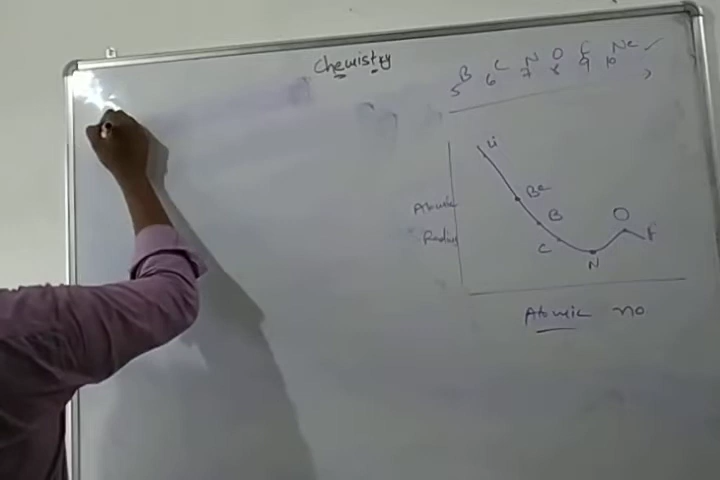 Chemistry
B C N O F Ne ✓
5 6 7 8 9 10 >
Li
Be
B
C
N
O
F
Atomic
Radius
Atomic no.